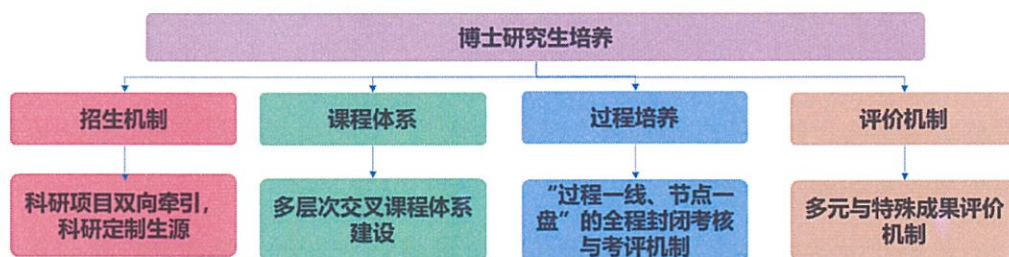 博士研究生培养
招生机制
课程体系
过程培养
评价机制
科研项目双向牵引，
科研定制生源
多层次交叉课程体系
建设
“过程一线、节点一
盘”的全程封闭考核
与考评机制
多元与特殊成果评价
机制